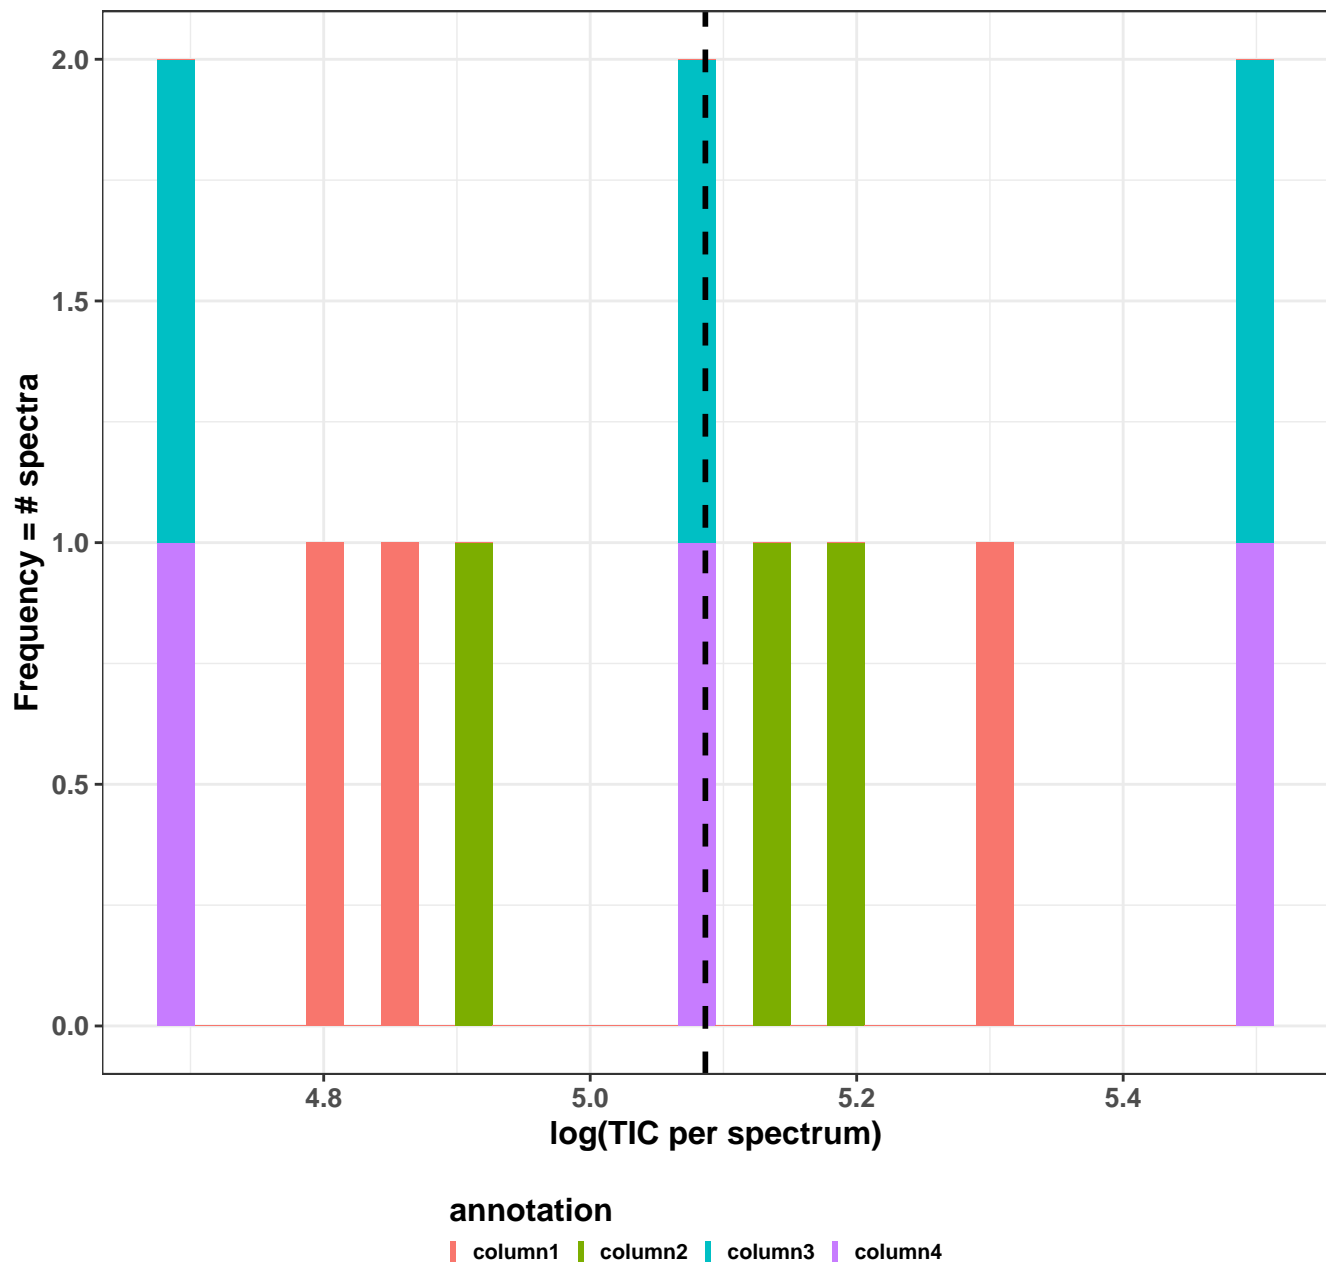 2.0
1.5
1.0
0.5
0.0
Frequency = # spectra
4.8 5.0 5.2 5.4
log(TIC per spectrum)
annotation
column1 column2 column3 column4